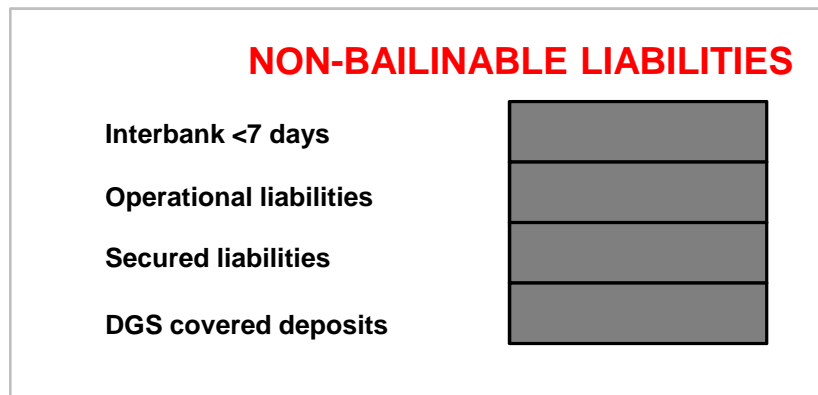 NON-BAILINABLE LIABILITIES
Interbank <7 days
Operational liabilities
Secured liabilities
DGS covered deposits